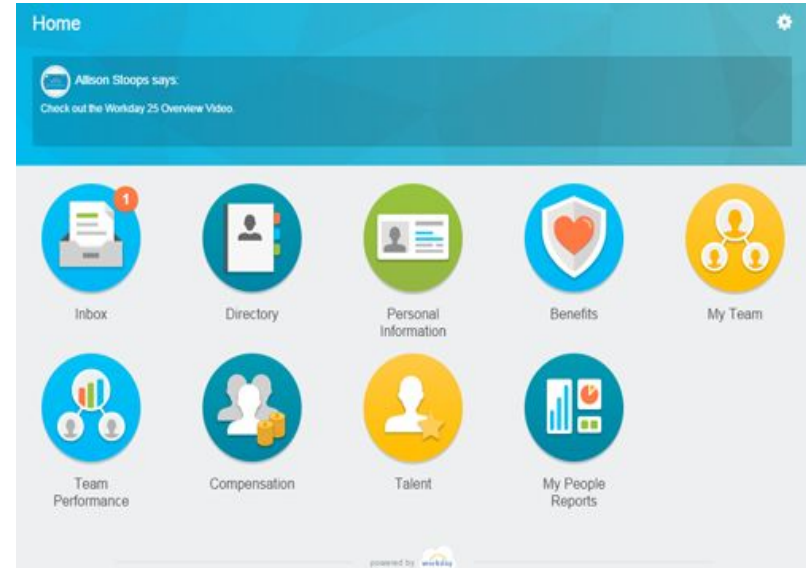 Home
Allison Sloops says:
Check out the Workday 25 Overview Video.
1
Inbox
Directory
Personal
Information
Benefits
My Team
Team
Performance
Compensation
Talent
My People
Reports
powered by workday